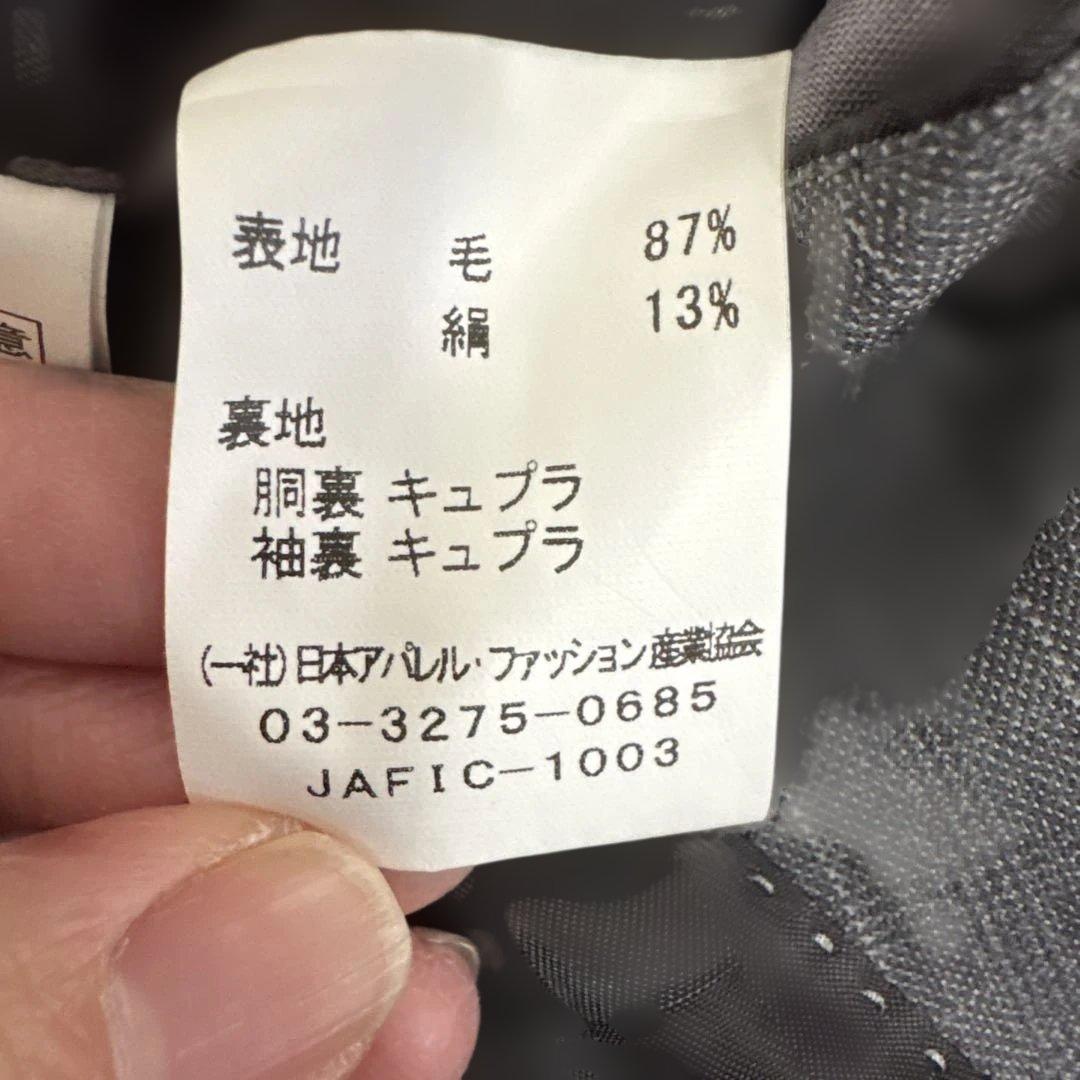 表地 毛 87%
絹 13%
裏地
胴裏 キュプラ
袖裏 キュプラ
(一社)日本アパレル・ファッション産業協会
03-3275-0685
JAFIC-1003
意